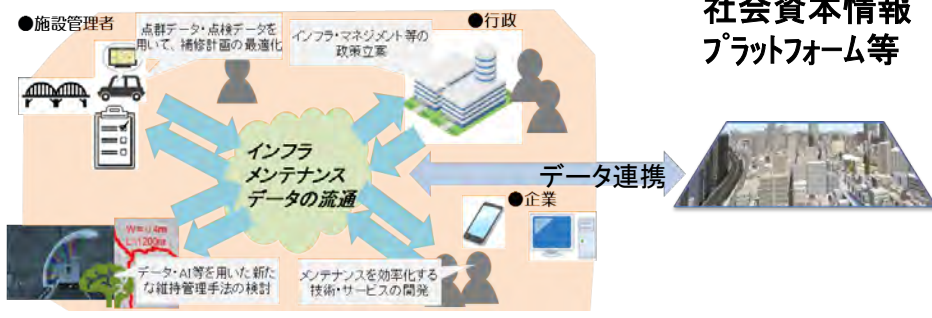 ●施設管理者
点群データ・点検データを
用いて、補修計画の最適化
インフラ・マネジメント等の
政策立案
●行政
社会資本情報
プラットフォーム等
インフラ
メンテナンス
データの流通
データ連携
●企業
W=0.4m
L=1200m
データ・AI等を用いた新た
な維持管理手法の検討
メンテナンスを効率化する
技術・サービスの開発